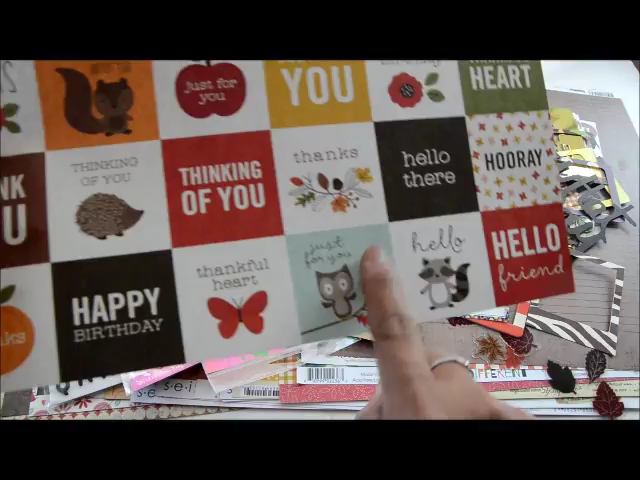 just for
you
YOU
HEART
THINKING
OF YOU
THINKING
OF YOU
thanks
hello
there
HOORAY
U
HAPPY
BIRTHDAY
thankful
heart
just
for you
hello
HELLO
friend